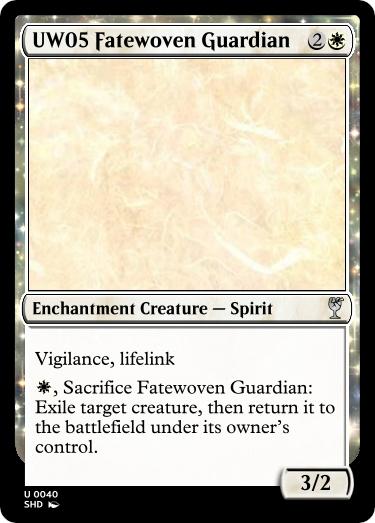 UW05 Fatewoven Guardian 2
Enchantment Creature — Spirit
Vigilance, lifelink
, Sacrifice Fatewoven Guardian:
Exile target creature, then return it to
the battlefield under its owner's
control.
3/2
U 0040
SHD